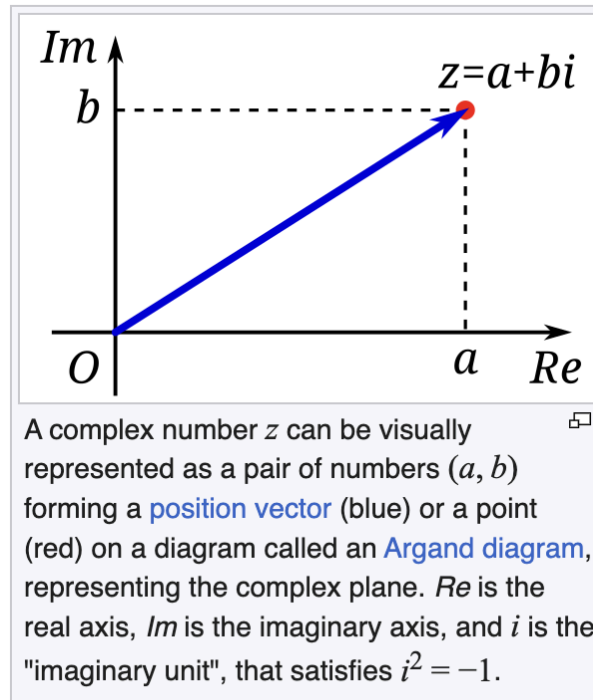 Im
z=a+bi
b
O
a
Re
A complex number z can be visually
represented as a pair of numbers (a, b)
forming a position vector (blue) or a point
(red) on a diagram called an Argand diagram,
representing the complex plane. Re is the
real axis, Im is the imaginary axis, and i is the
"imaginary unit", that satisfies i² = −1.